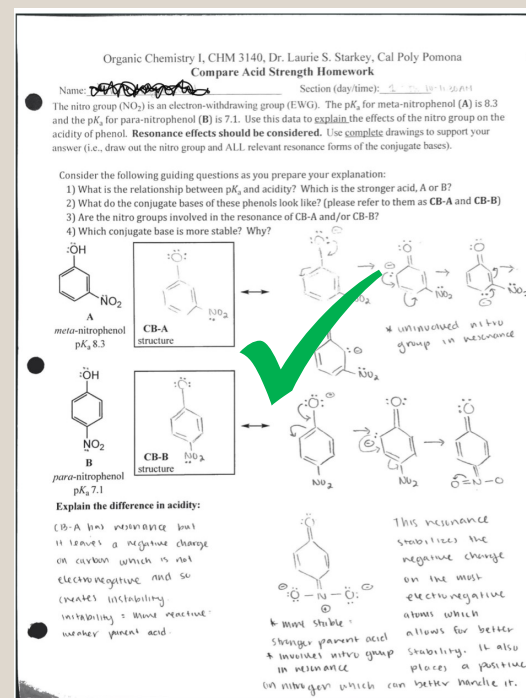 Organic Chemistry I, CHM 3140, Dr. Laurie S. Starkey, Cal Poly Pomona
Compare Acid Strength Homework
Name: Section (day/time):
The nitro group (NO₂) is an electron-withdrawing group (EWG). The pKₐ for meta-nitrophenol (A) is 8.3
and the pKₐ for para-nitrophenol (B) is 7.1. Use this data to explain the effects of the nitro group on the
acidity of phenol. Resonance effects should be considered. Use complete drawings to support your
answer (i.e., draw out the nitro group and ALL relevant resonance forms of the conjugate bases).
Consider the following guiding questions as you prepare your explanation:
1) What is the relationship between pKₐ and acidity? Which is the stronger acid, A or B?
2) What do the conjugate bases of these phenols look like? (please refer to them as CB-A and CB-B)
3) Are the nitro groups involved in the resonance of CB-A and/or CB-B?
4) Which conjugate base is more stable? Why?
:ÖH
NO₂
A
meta-nitrophenol
pKₐ 8.3
:Ö:
NO₂
CB-A
structure
:Ö:
NO₂
:Ö
NO₂
:Ö
NO₂
NO₂
* uninvolved nitro
group in resonance
:ÖH
NO₂
B
para-nitrophenol
pKₐ 7.1
:Ö:
NO₂
CB-B
structure
:Ö:
NO₂
:O:
NO₂
:Ö
O=N-O
Explain the difference in acidity:
CB-A has resonance but
it leaves a negative charge
on carbon which is not
electronegative and so
creates instability.
instability = more reactive.
weaker parent acid.
:O
:Ö-N-Ö:
* more stable =
stronger parent acid
* involves nitro group
in resonance
This resonance
stabilizes the
negative charge
on the most
electronegative
atoms which
allows for better
stability. It also
places a positive
on nitrogen which can better handle it.